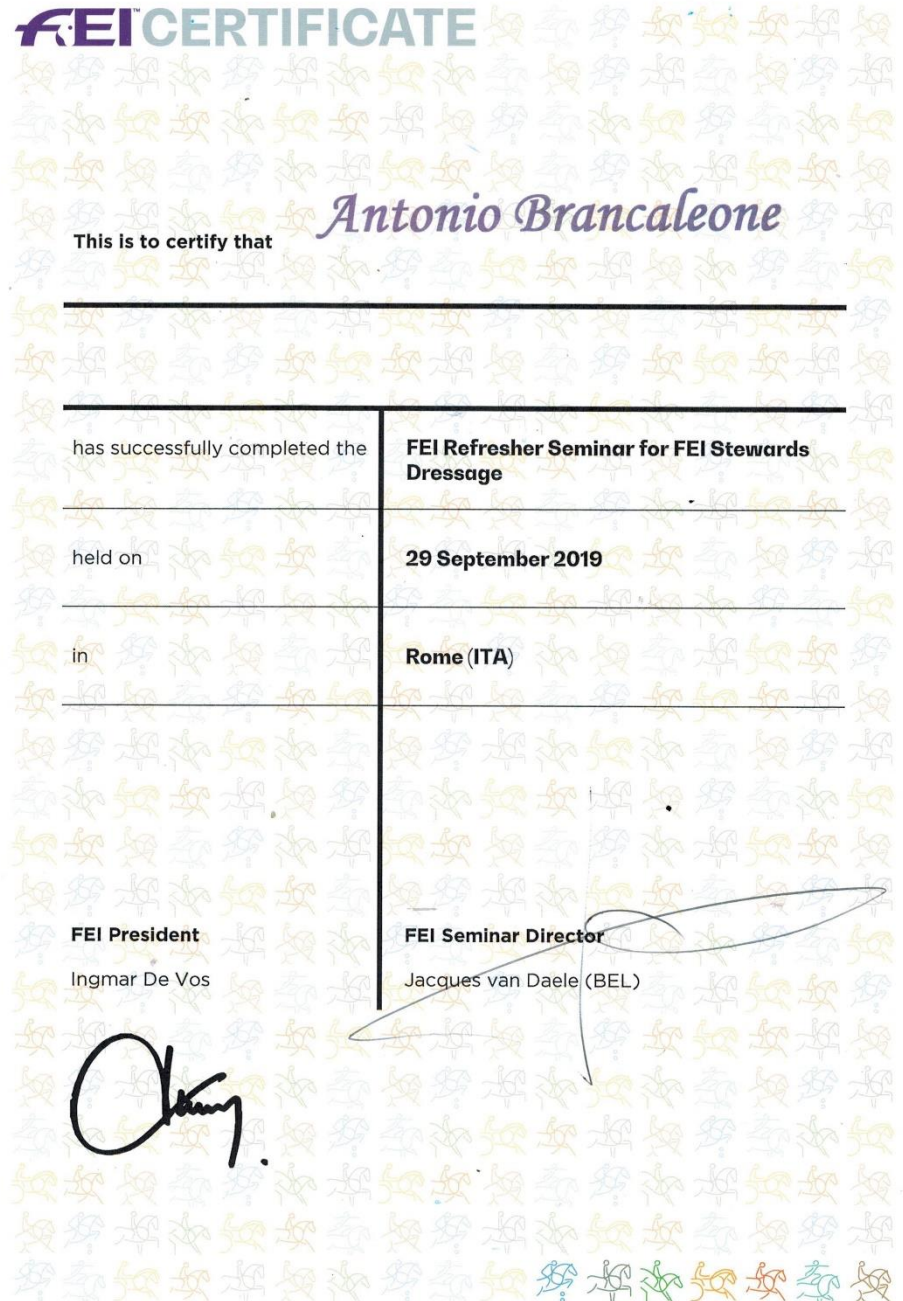 FEI™ CERTIFICATE
This is to certify that Antonio Brancaleone
has successfully completed the FEI Refresher Seminar for FEI Stewards
Dressage
held on 29 September 2019
in Rome (ITA)
FEI President FEI Seminar Director
Ingmar De Vos Jacques van Daele (BEL)